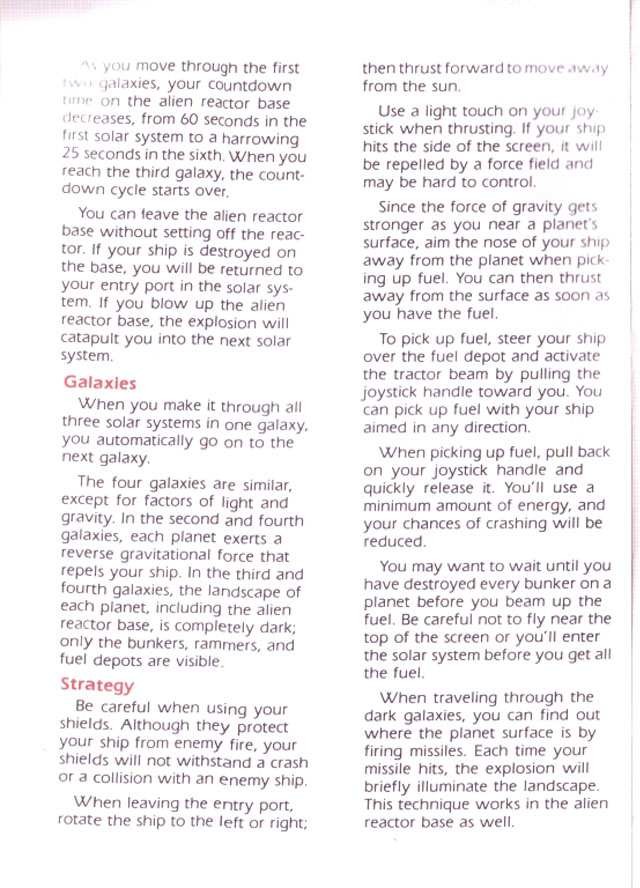 As you move through the first
two galaxies, your countdown
time on the alien reactor base
decreases, from 60 seconds in the
first solar system to a harrowing
25 seconds in the sixth. When you
reach the third galaxy, the count-
down cycle starts over.
You can leave the alien reactor
base without setting off the reac-
tor. If your ship is destroyed on
the base, you will be returned to
your entry port in the solar sys-
tem. If you blow up the alien
reactor base, the explosion will
catapult you into the next solar
system.
Galaxies
When you make it through all
three solar systems in one galaxy,
you automatically go on to the
next galaxy.
The four galaxies are similar,
except for factors of light and
gravity. In the second and fourth
galaxies, each planet exerts a
reverse gravitational force that
repels your ship. In the third and
fourth galaxies, the landscape of
each planet, including the alien
reactor base, is completely dark;
only the bunkers, rammers, and
fuel depots are visible.
Strategy
Be careful when using your
shields. Although they protect
your ship from enemy fire, your
shields will not withstand a crash
or a collision with an enemy ship.
When leaving the entry port,
rotate the ship to the left or right;
then thrust forward to move away
from the sun.
Use a light touch on your joy-
stick when thrusting. If your ship
hits the side of the screen, it will
be repelled by a force field and
may be hard to control.
Since the force of gravity gets
stronger as you near a planet's
surface, aim the nose of your ship
away from the planet when pick-
ing up fuel. You can then thrust
away from the surface as soon as
you have the fuel.
To pick up fuel, steer your ship
over the fuel depot and activate
the tractor beam by pulling the
joystick handle toward you. You
can pick up fuel with your ship
aimed in any direction.
When picking up fuel, pull back
on your joystick handle and
quickly release it. You'll use a
minimum amount of energy, and
your chances of crashing will be
reduced.
You may want to wait until you
have destroyed every bunker on a
planet before you beam up the
fuel. Be careful not to fly near the
top of the screen or you'll enter
the solar system before you get all
the fuel.
When traveling through the
dark galaxies, you can find out
where the planet surface is by
firing missiles. Each time your
missile hits, the explosion will
briefly illuminate the landscape.
This technique works in the alien
reactor base as well.